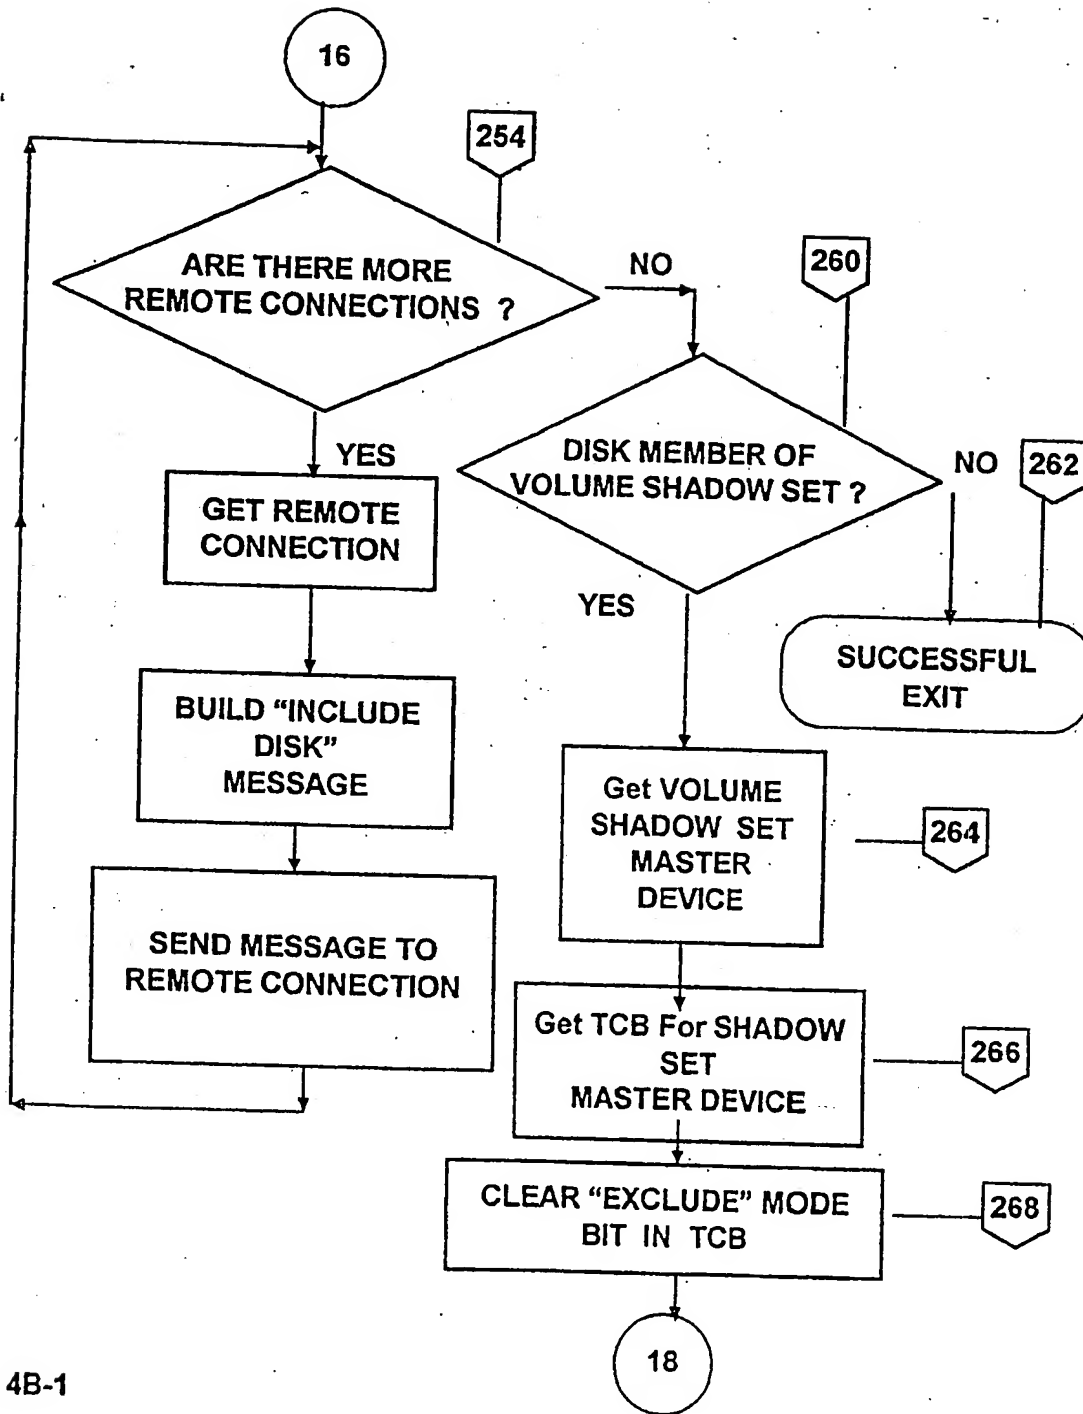 16
254
ARE THERE MORE
REMOTE CONNECTIONS ?
NO
260
YES
DISK MEMBER OF
VOLUME SHADOW SET ?
NO
262
GET REMOTE
CONNECTION
YES
SUCCESSFUL
EXIT
BUILD “INCLUDE
DISK”
MESSAGE
Get VOLUME
SHADOW SET
MASTER
DEVICE
264
SEND MESSAGE TO
REMOTE CONNECTION
Get TCB For SHADOW
SET
MASTER DEVICE
266
CLEAR “EXCLUDE” MODE
BIT IN TCB
268
18
4B-1